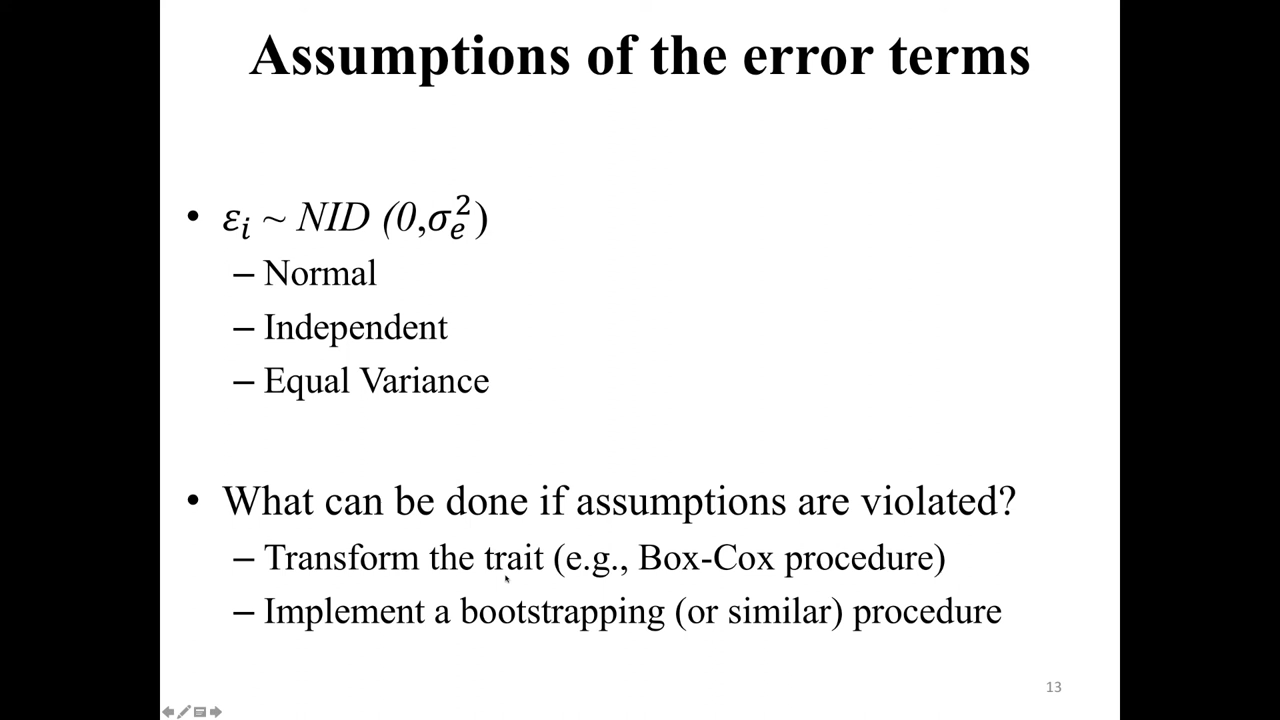 Assumptions of the error terms
• 𝜀ᵢ ~ NID (0,σₑ²)
– Normal
– Independent
– Equal Variance
• What can be done if assumptions are violated?
– Transform the trait (e.g., Box-Cox procedure)
– Implement a bootstrapping (or similar) procedure
13